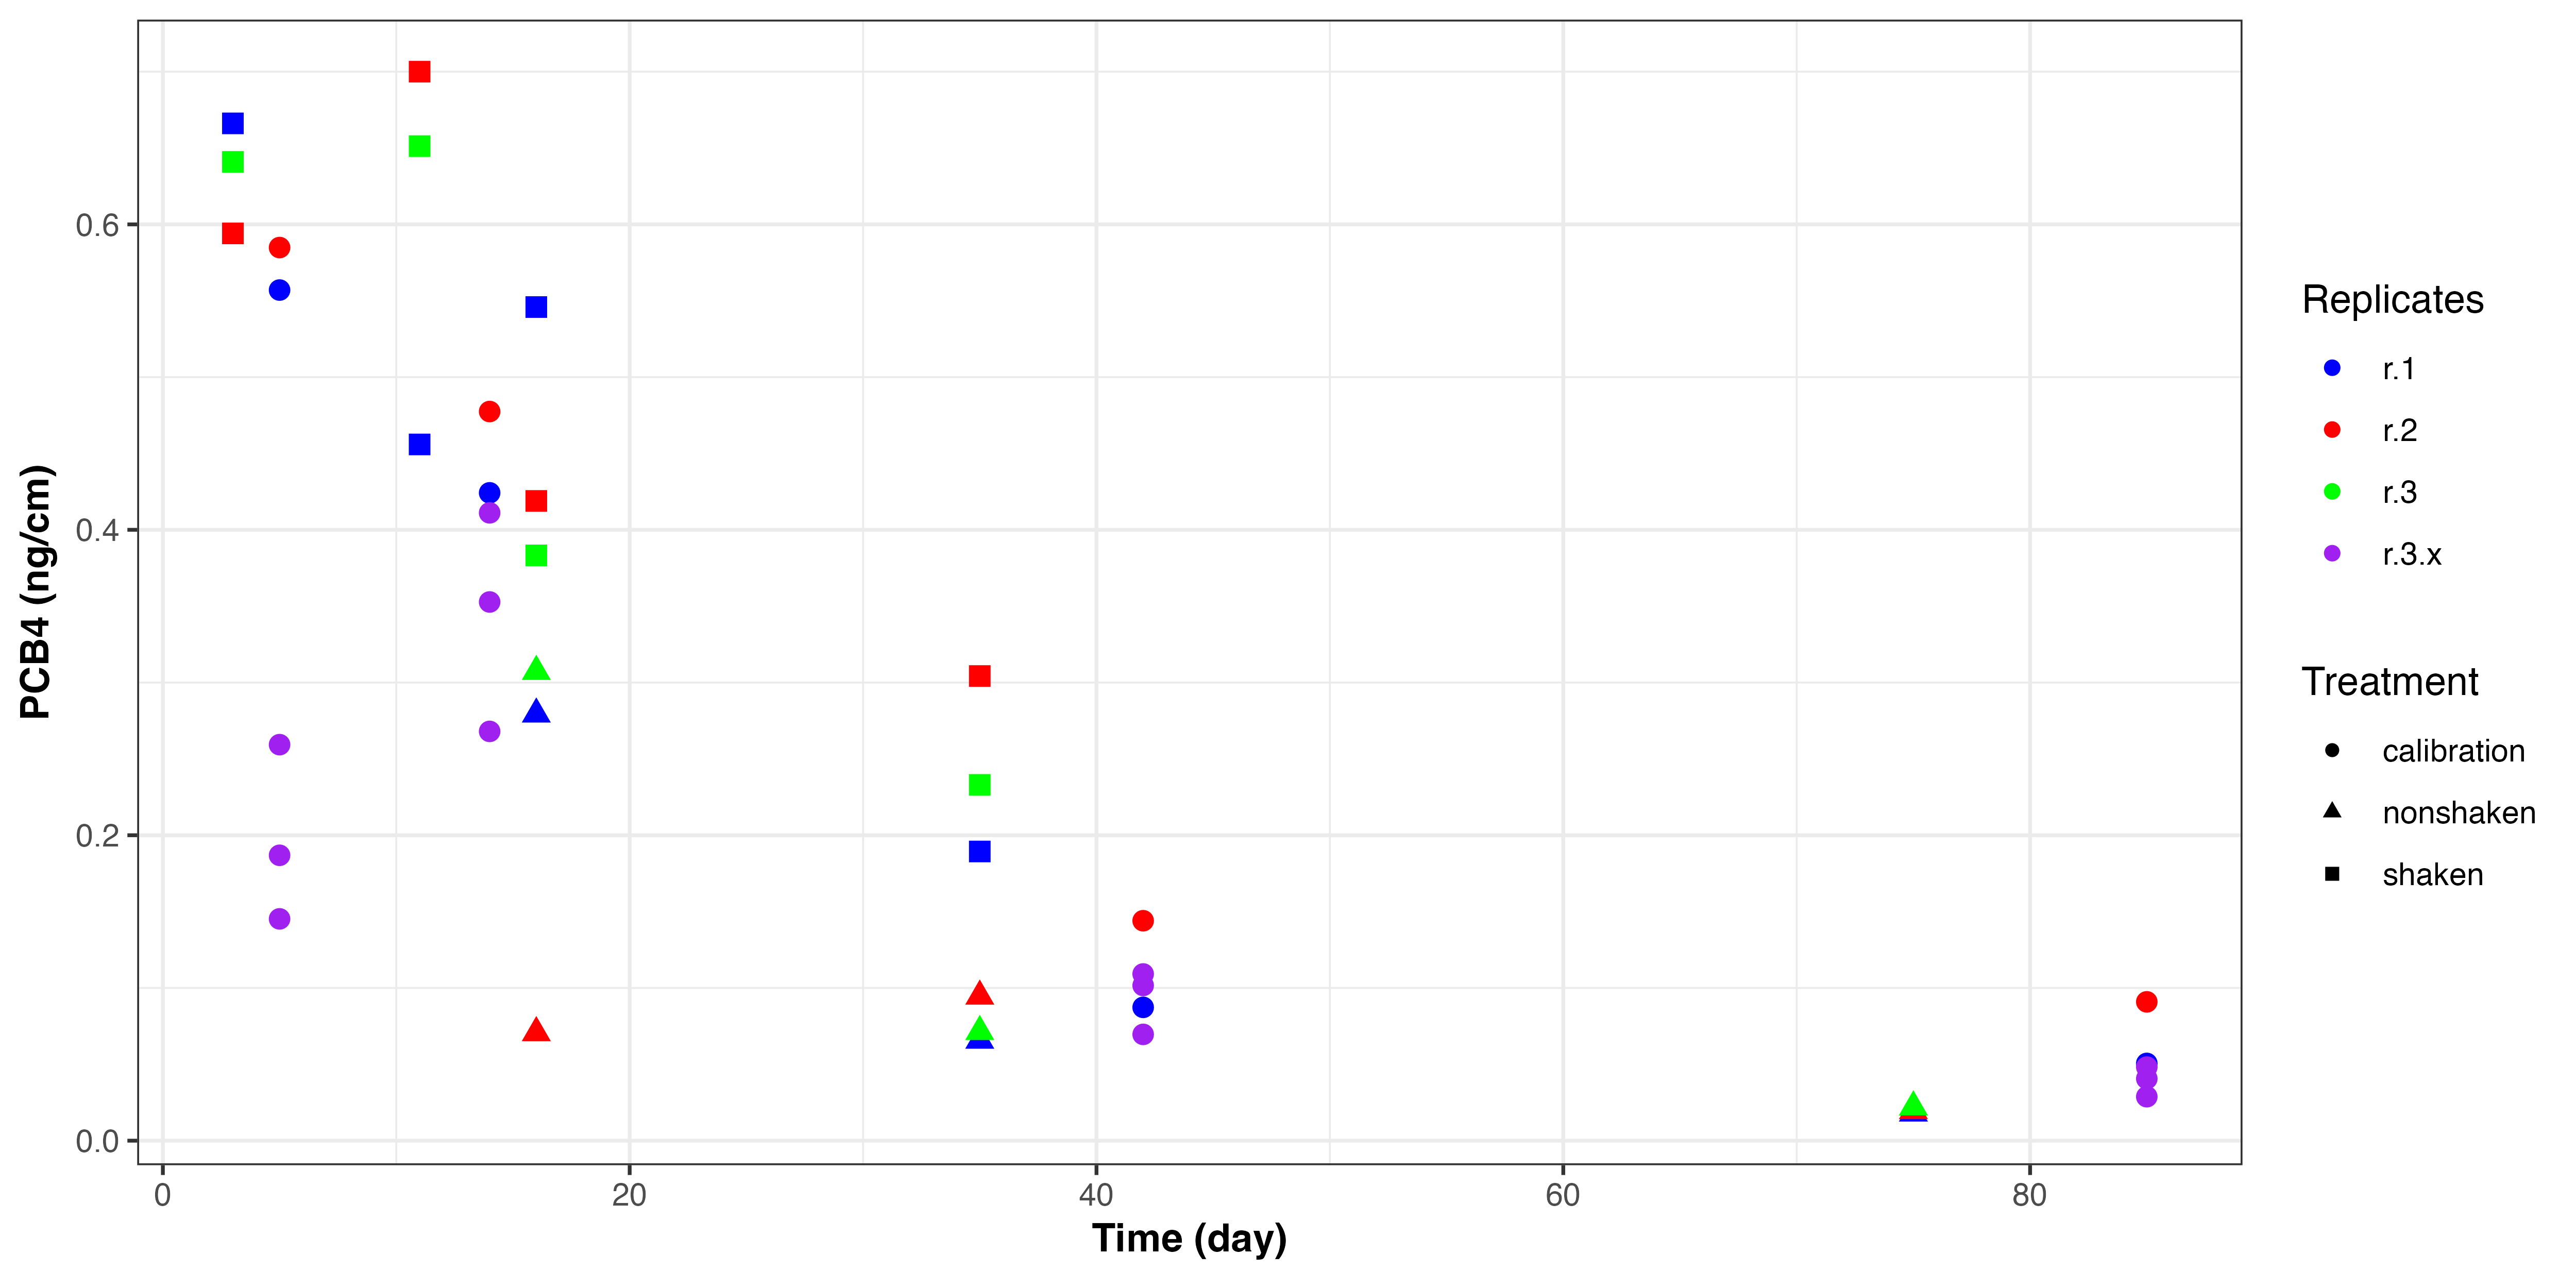 PCB4 (ng/cm)
0.6
0.4
0.2
0.0
0 20 40 60 80
Time (day)
Replicates
r.1
r.2
r.3
r.3.x
Treatment
calibration
nonshaken
shaken